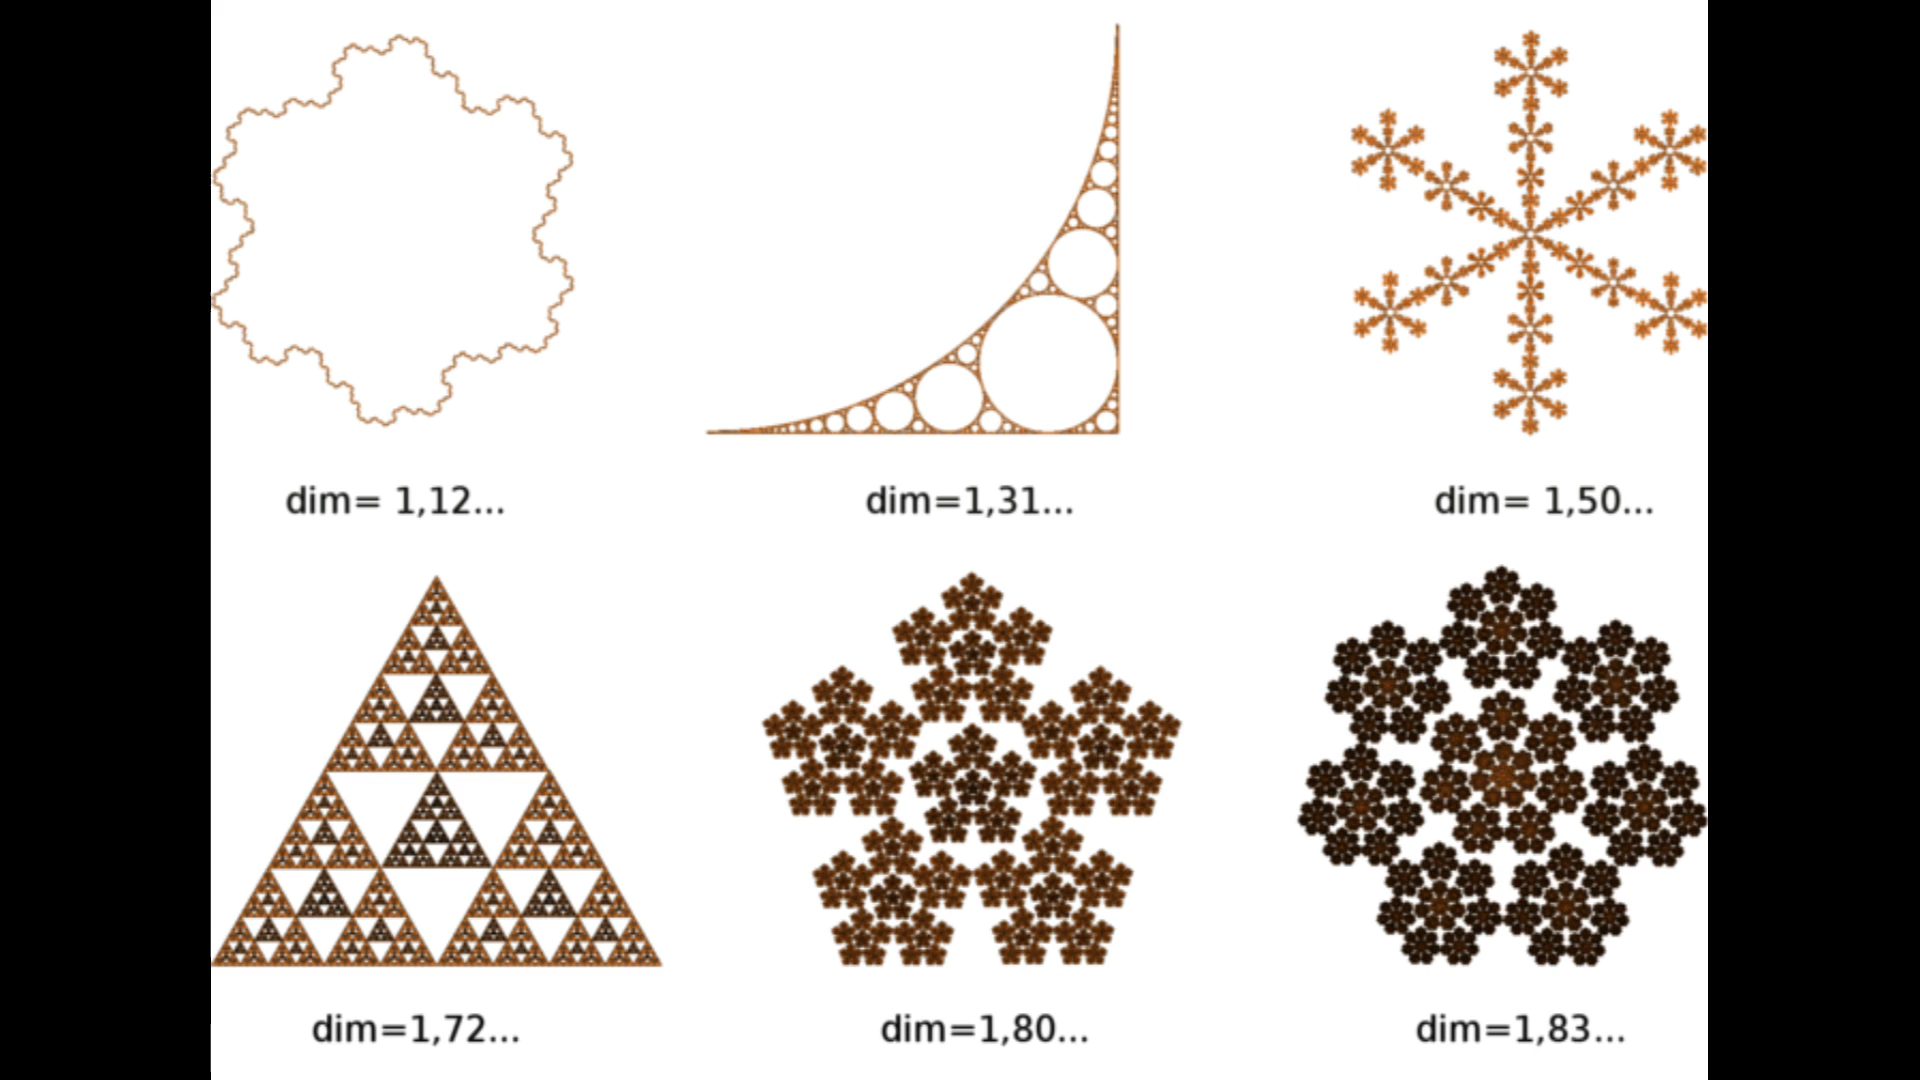 dim= 1,12...
dim=1,31...
dim= 1,50...
dim=1,72...
dim=1,80...
dim=1,83...